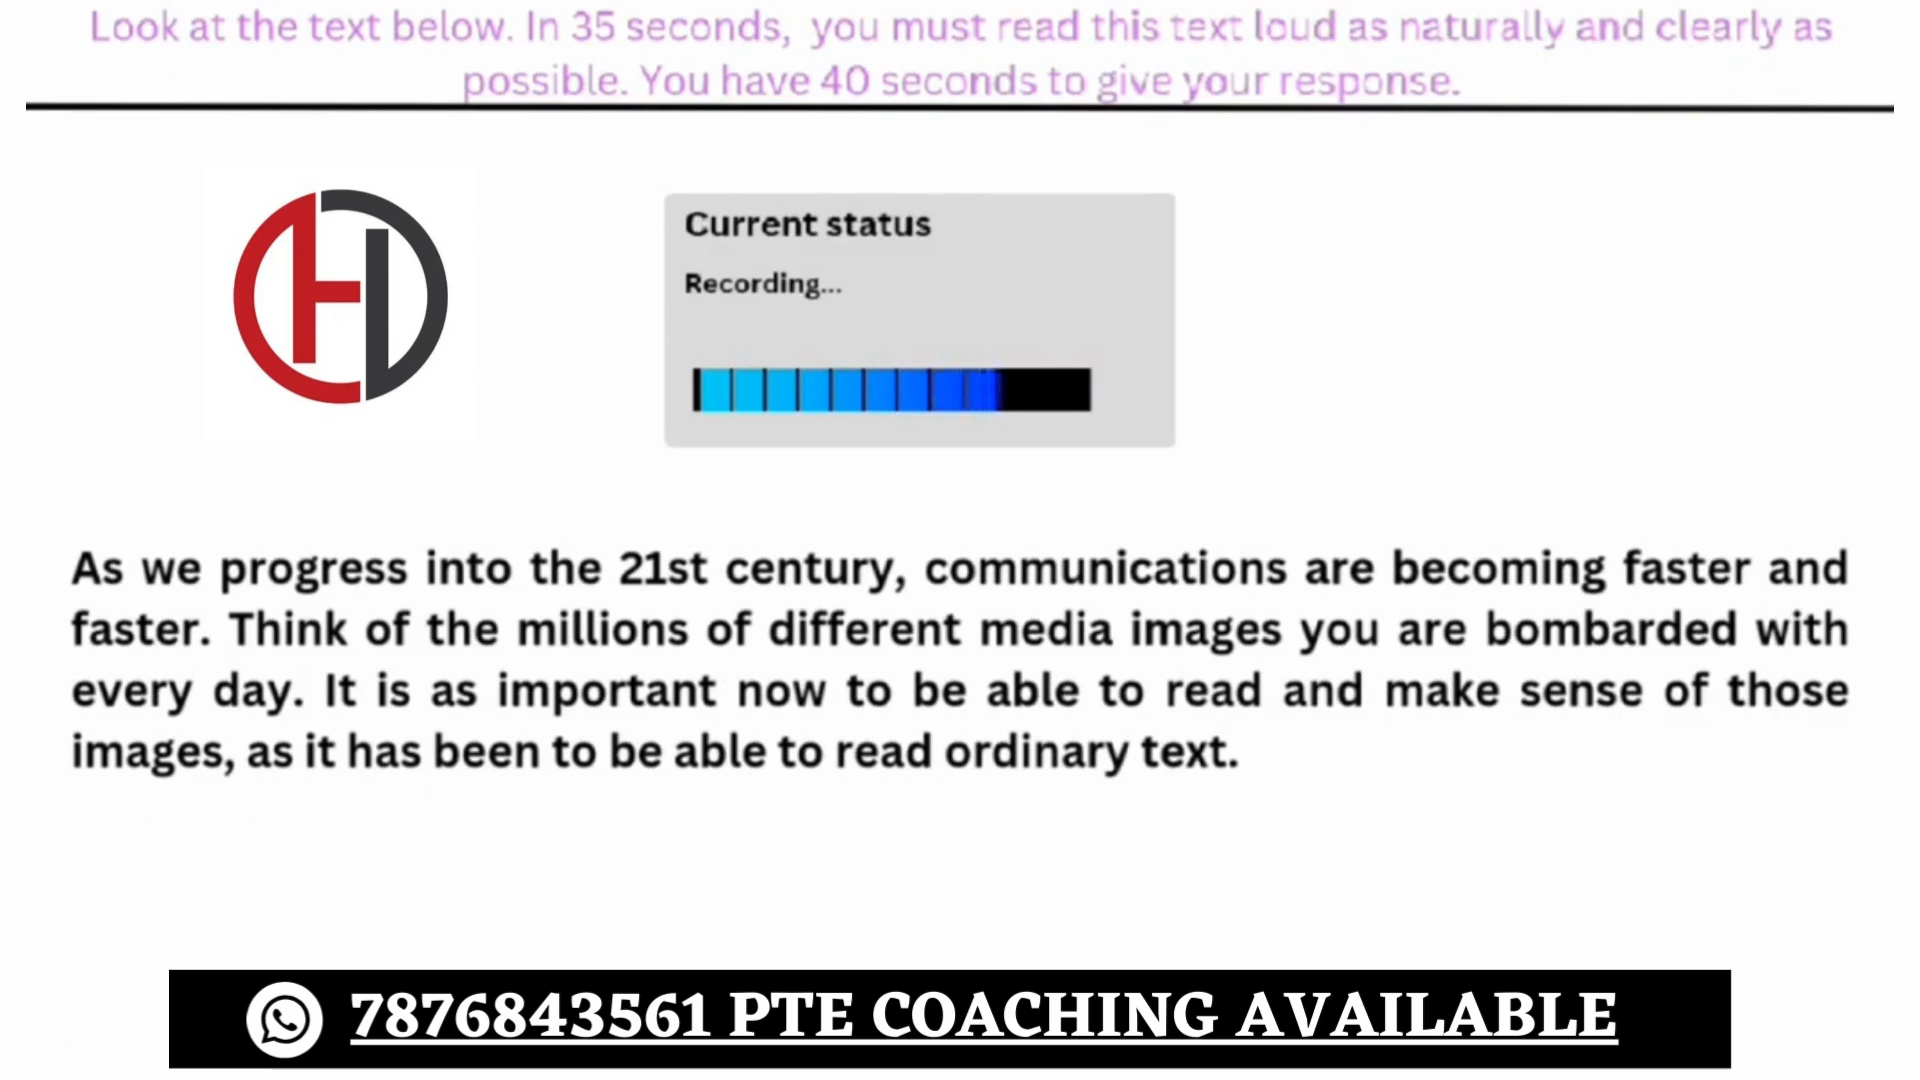 Look at the text below. In 35 seconds, you must read this text loud as naturally and clearly as
possible. You have 40 seconds to give your response.
Current status
Recording...
As we progress into the 21st century, communications are becoming faster and
faster. Think of the millions of different media images you are bombarded with
every day. It is as important now to be able to read and make sense of those
images, as it has been to be able to read ordinary text.
7876843561 PTE COACHING AVAILABLE